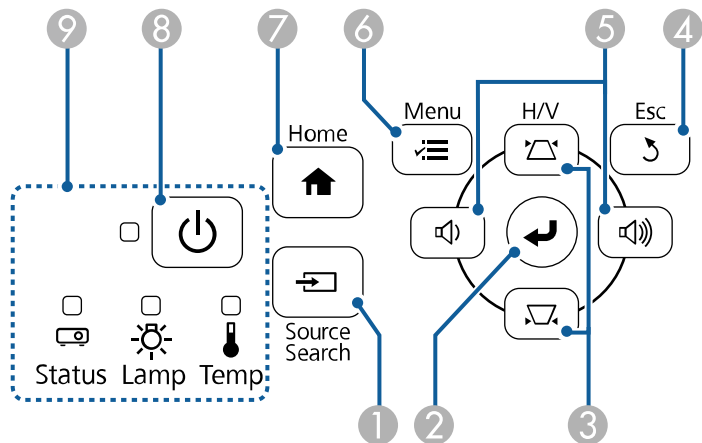 9 8 7 6 5 4
Menu H/V Esc
Home
Source
Search
Status Lamp Temp
1 2 3